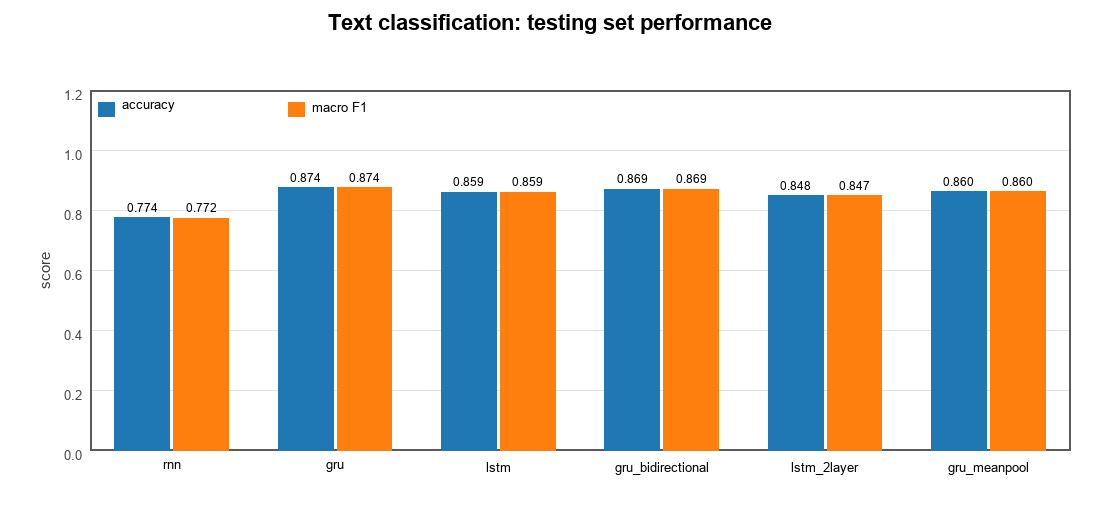 Text classification: testing set performance
accuracy macro F1
1.2
1.0
0.8
0.6
0.4
0.2
0.0
score
0.774 0.772 0.874 0.874 0.859 0.859 0.869 0.869 0.848 0.847 0.860 0.860
rnn gru lstm gru_bidirectional lstm_2layer gru_meanpool